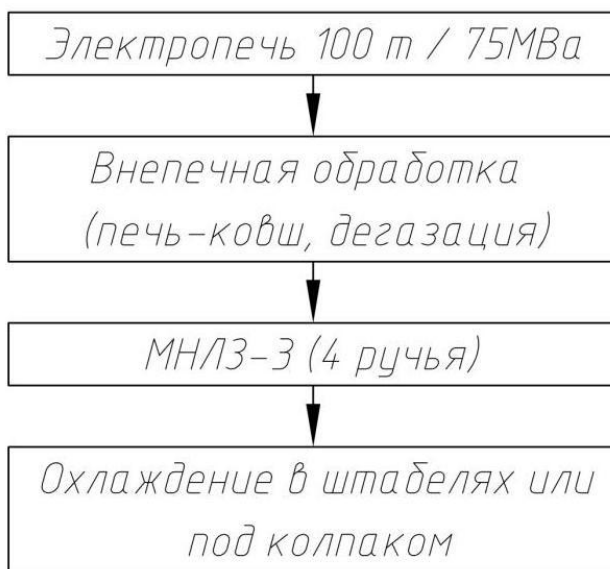 Электропечь 100 т / 75МВа
Внепечная обработка
(печь-ковш, дегазация)
МНЛЗ-3 (4 ручья)
Охлаждение в штабелях или
под колпаком